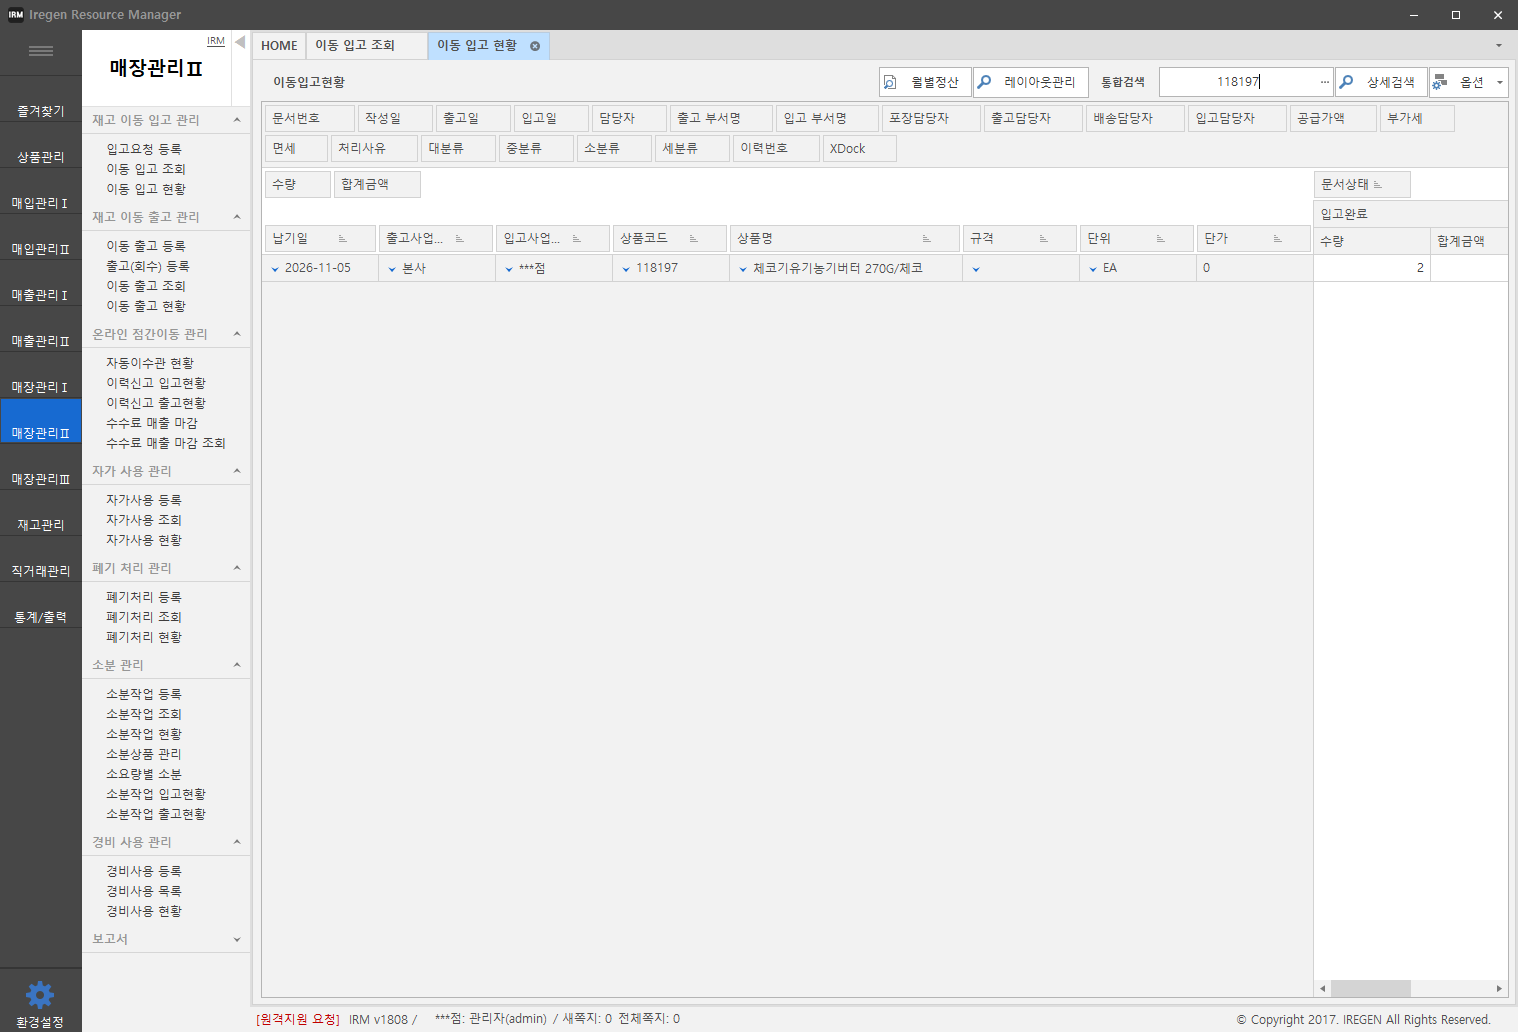 IRM Iregen Resource Manager
즐겨찾기
상품관리
매입관리Ⅰ
매입관리Ⅱ
매출관리Ⅰ
매출관리Ⅱ
매장관리Ⅰ
매장관리Ⅱ
매장관리Ⅲ
재고관리
직거래관리
통계/출력
환경설정
IRM
매장관리Ⅱ
재고 이동 입고 관리
입고요청 등록
이동 입고 조회
이동 입고 현황
재고 이동 출고 관리
이동 출고 등록
출고(회수) 등록
이동 출고 조회
이동 출고 현황
온라인 점간이동 관리
자동이수관 현황
이력신고 입고현황
이력신고 출고현황
수수료 매출 마감
수수료 매출 마감 조회
자가 사용 관리
자가사용 등록
자가사용 조회
자가사용 현황
폐기 처리 관리
폐기처리 등록
폐기처리 조회
폐기처리 현황
소분 관리
소분작업 등록
소분작업 조회
소분작업 현황
소분상품 관리
소요량별 소분
소분작업 입고현황
소분작업 출고현황
경비 사용 관리
경비사용 등록
경비사용 목록
경비사용 현황
보고서
HOME 이동 입고 조회 이동 입고 현황
이동입고현황 월별정산 레이아웃관리 통합검색 118197 ... 상세검색 옵션
문서번호 작성일 출고일 입고일 담당자 출고 부서명 입고 부서명 포장담당자 출고담당자 배송담당자 입고담당자 공급가액 부가세
면세 처리사유 대분류 중분류 소분류 세분류 이력번호 XDock
수량 합계금액 문서상태
입고완료
납기일 출고사업... 입고사업... 상품코드 상품명 규격 단위 단가 수량 합계금액
2026-11-05 본사 ***점 118197 체코기유기농기버터 270G/체코 EA 0 2
[원격지원 요청] IRM v1808 / ***점: 관리자(admin) / 새쪽지: 0 전체쪽지: 0
© Copyright 2017. IREGEN All Rights Reserved.